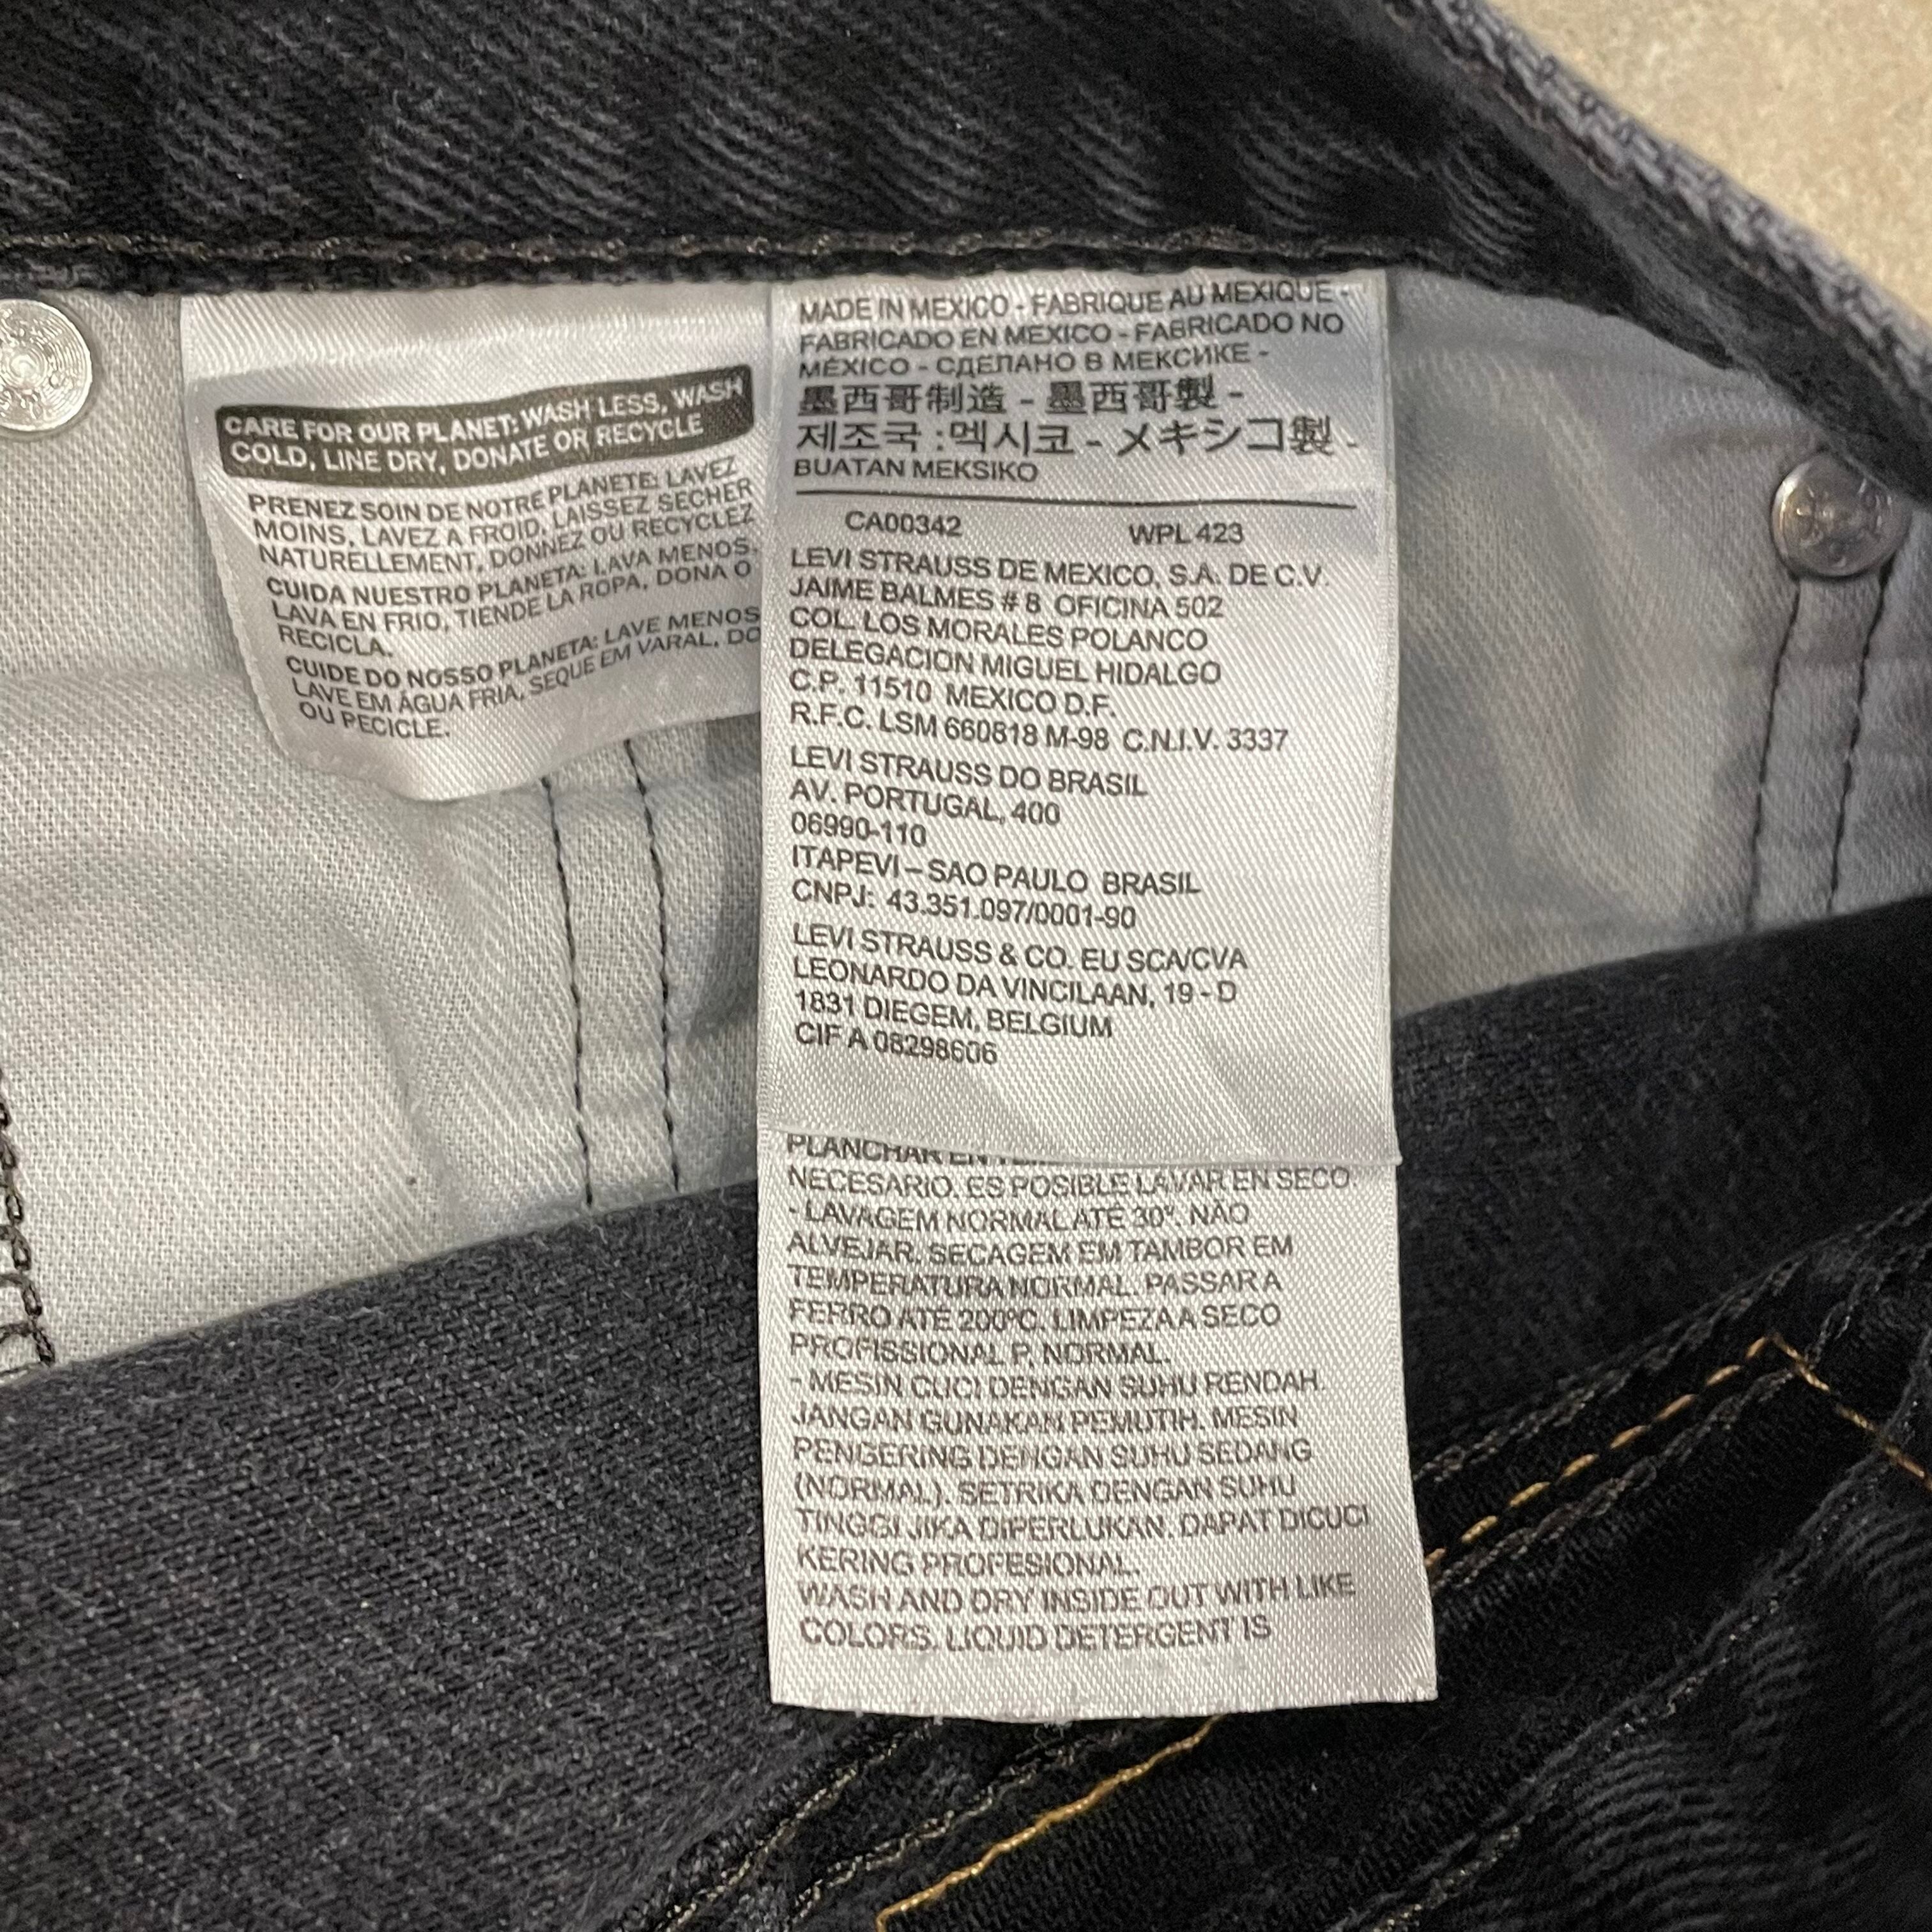 CARE FOR OUR PLANET: WASH LESS, WASH
COLD, LINE DRY, DONATE OR RECYCLE
PRENEZ SOIN DE NOTRE PLANETE: LAVEZ
MOINS, LAVEZ A FROID, LAISSEZ SECHER
NATURELLEMENT, DONNEZ OU RECYCLEZ
CUIDA NUESTRO PLANETA: LAVA MENOS,
LAVA EN FRIO, TIENDE LA ROPA, DONA O
RECICLA.
CUIDE DO NOSSO PLANETA: LAVE MENOS
LAVE EM ÁGUA FRIA, SEQUE EM VARAL, DO
OU PECICLE.
MADE IN MEXICO - FABRIQUE AU MEXIQUE -
FABRICADO EN MEXICO - FABRICADO NO
MÉXICO - СДЕЛАНО В МЕКСИКЕ -
墨西哥制造 - 墨西哥製 -
제조국 :멕시코 - メキシコ製 -
BUATAN MEKSIKO
CA00342 WPL 423
LEVI STRAUSS DE MEXICO, S.A. DE C.V.
JAIME BALMES # 8 OFICINA 502
COL. LOS MORALES POLANCO
DELEGACION MIGUEL HIDALGO
C.P. 11510 MEXICO D.F.
R.F.C. LSM 660818 M-98 C.N.I.V. 3337
LEVI STRAUSS DO BRASIL
AV. PORTUGAL, 400
06990-110
ITAPEVI – SAO PAULO BRASIL
CNPJ: 43.351.097/0001-90
LEVI STRAUSS & CO. EU SCA/CVA
LEONARDO DA VINCILAAN, 19 - D
1831 DIEGEM, BELGIUM
CIF A 08298606
PLANCHAR EN
NECESARIO. ES POSIBLE LAVAR EN SECO
- LAVAGEM NORMAL ATÉ 30°. NÃO
ALVEJAR. SECAGEM EM TAMBOR EM
TEMPERATURA NORMAL. PASSAR A
FERRO ATÉ 200ºC. LIMPEZA A SECO
PROFISSIONAL P, NORMAL.
- MESIN CUCI DENGAN SUHU RENDAH.
JANGAN GUNAKAN PEMUTIH. MESIN
PENGERING DENGAN SUHU SEDANG
(NORMAL). SETRIKA DENGAN SUHU
TINGGI JIKA DIPERLUKAN. DAPAT DICUCI
KERING PROFESIONAL.
WASH AND DRY INSIDE OUT WITH LIKE
COLORS. LIQUID DETERGENT IS